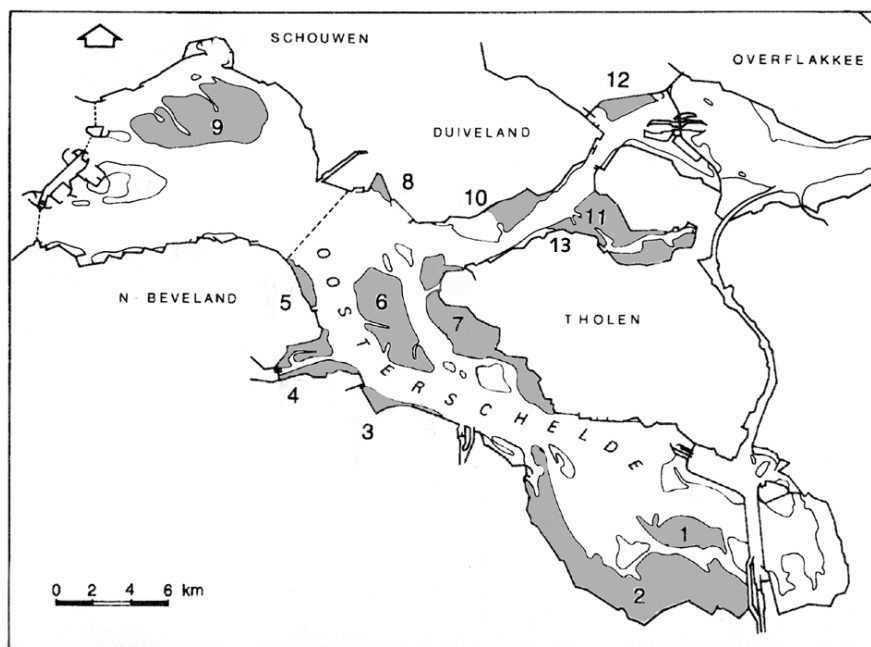 SCHOUWEN
OVERFLAKKEE
12
9
DUIVELAND
8
10
11
13
N - BEVELAND
5
6
7
THOLEN
OOSTERSCHELDE
4
3
1
2
0 2 4 6 km